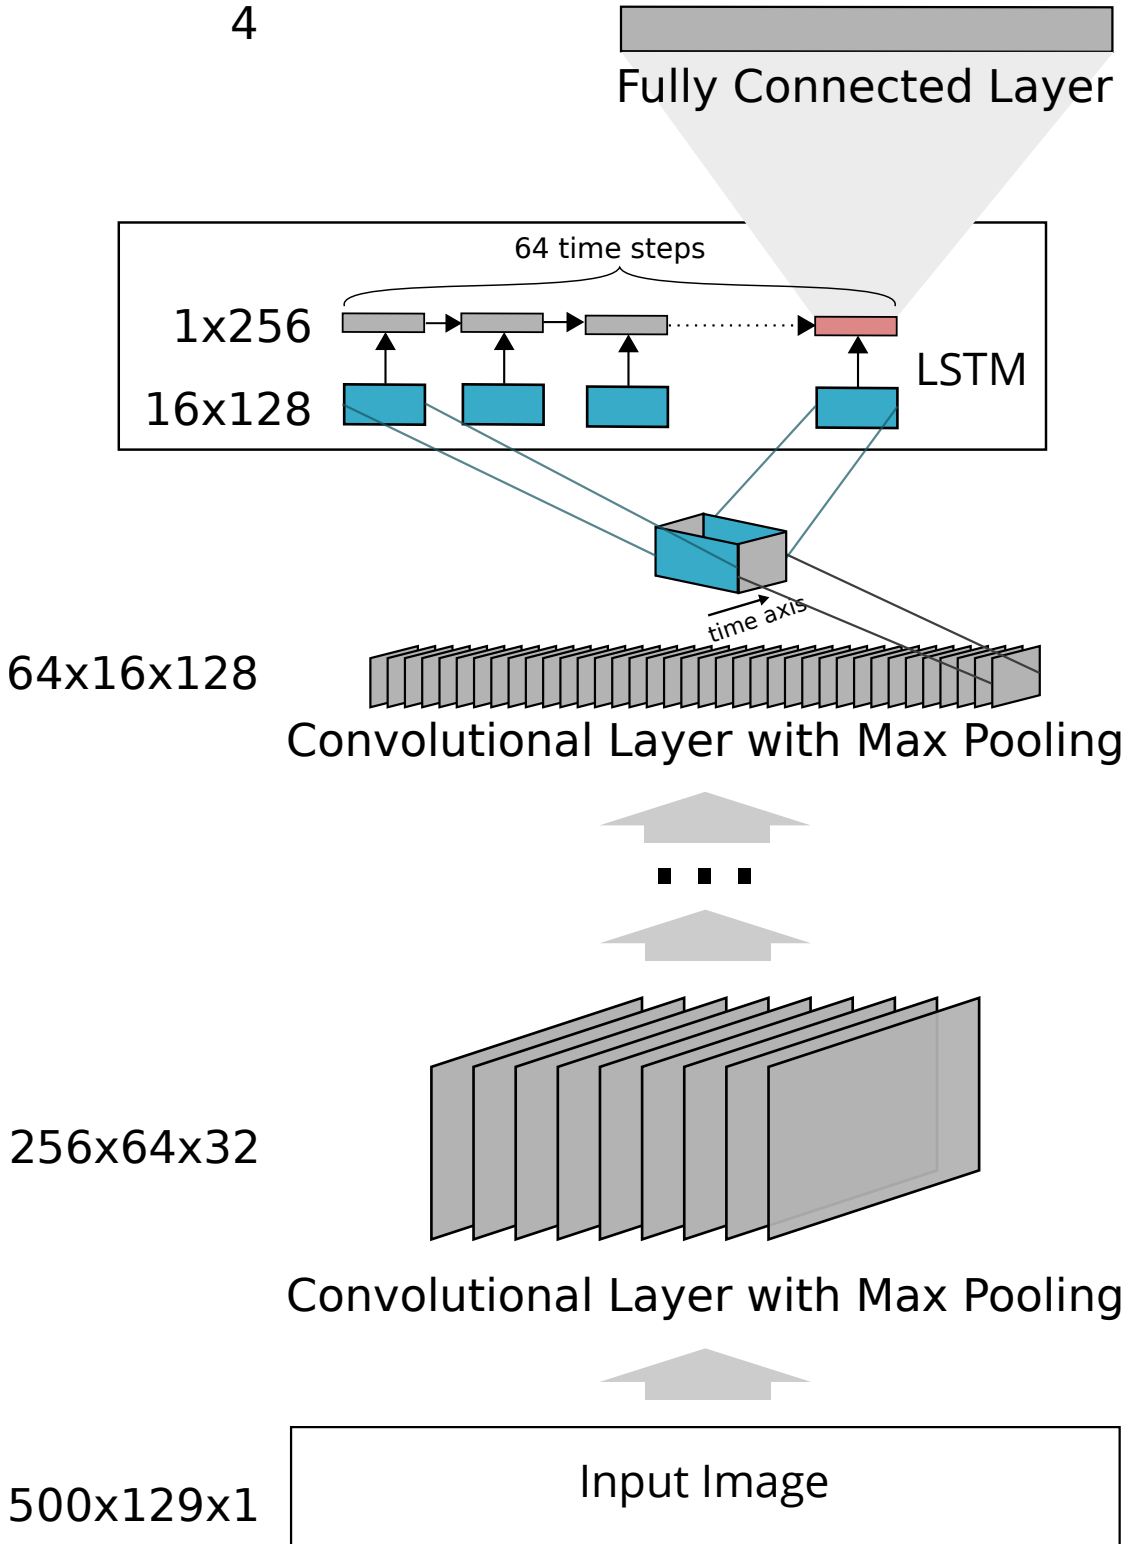 4
Fully Connected Layer
64 time steps
1x256
LSTM
16x128
time axis
64x16x128
Convolutional Layer with Max Pooling
...
256x64x32
Convolutional Layer with Max Pooling
Input Image
500x129x1